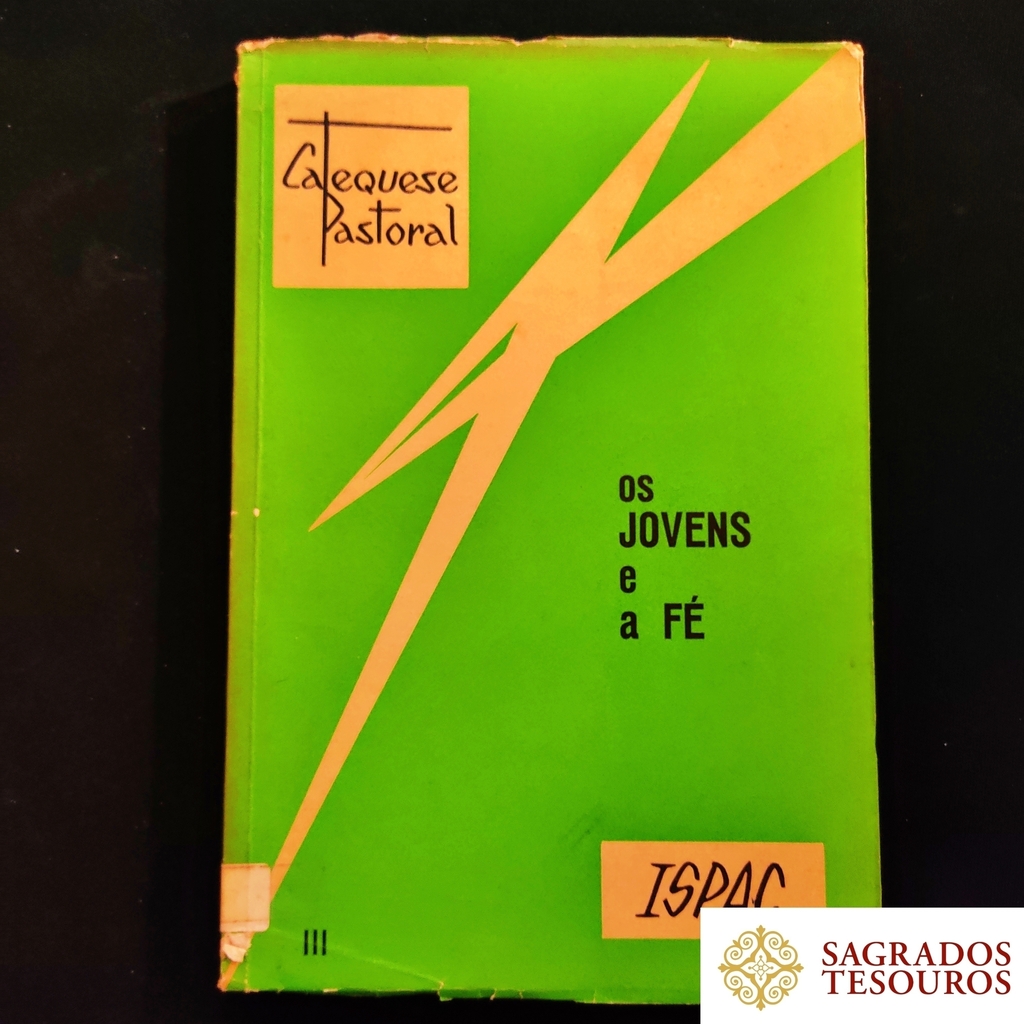 Catequese
Pastoral
os
JOVENS
e
a FÉ
ISPAC
III
SAGRADOS
TESOUROS